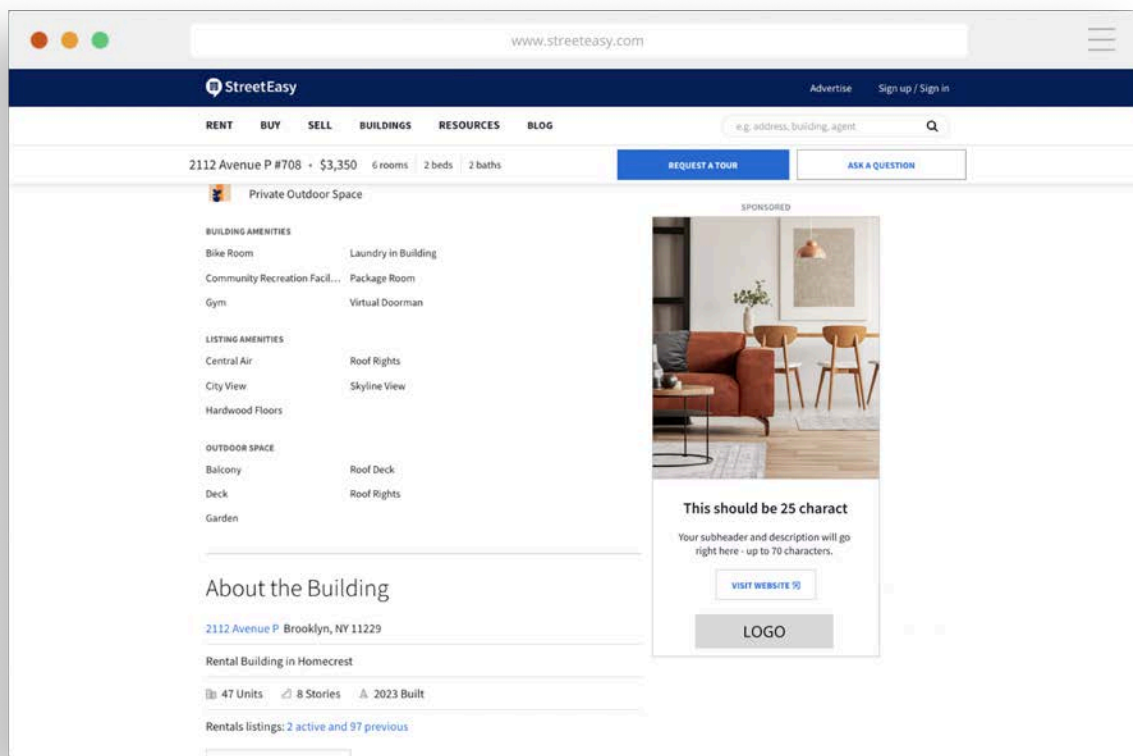 www.streeteasy.com
StreetEasy
Advertise Sign up / Sign in
RENT BUY SELL BUILDINGS RESOURCES BLOG
e.g. address, building, agent
2112 Avenue P #708 • $3,350 6 rooms 2 beds 2 baths
REQUEST A TOUR ASK A QUESTION
Private Outdoor Space
BUILDING AMENITIES
Bike Room Laundry in Building
Community Recreation Facil... Package Room
Gym Virtual Doorman
LISTING AMENITIES
Central Air Roof Rights
City View Skyline View
Hardwood Floors
OUTDOOR SPACE
Balcony Roof Deck
Deck Roof Rights
Garden
About the Building
2112 Avenue P Brooklyn, NY 11229
Rental Building in Homecrest
47 Units 8 Stories 2023 Built
Rentals listings: 2 active and 97 previous
SPONSORED
This should be 25 charact
Your subheader and description will go
right here - up to 70 characters.
VISIT WEBSITE
LOGO